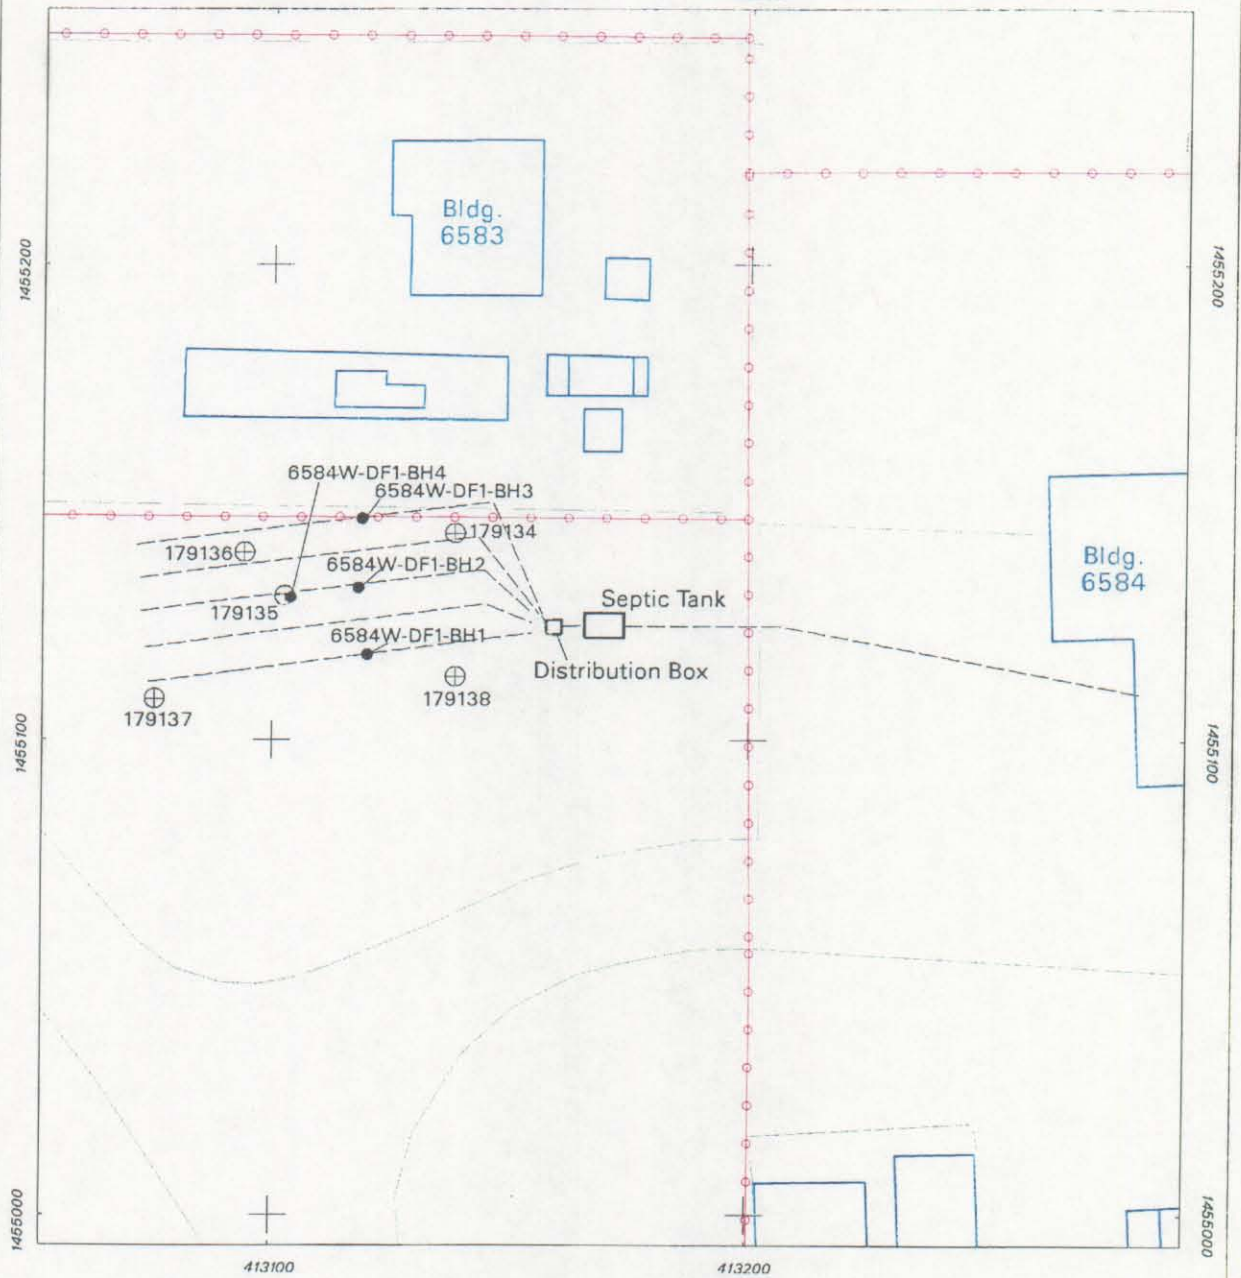 Bldg.
6583
1455200
1455200
6584W-DF1-BH4
6584W-DF1-BH3
179136
179134
6584W-DF1-BH2
179135
Bldg.
6584
Septic Tank
6584W-DF1-BH1
Distribution Box
179137
179138
1455100
1455100
1455000
1455000
413100
413200